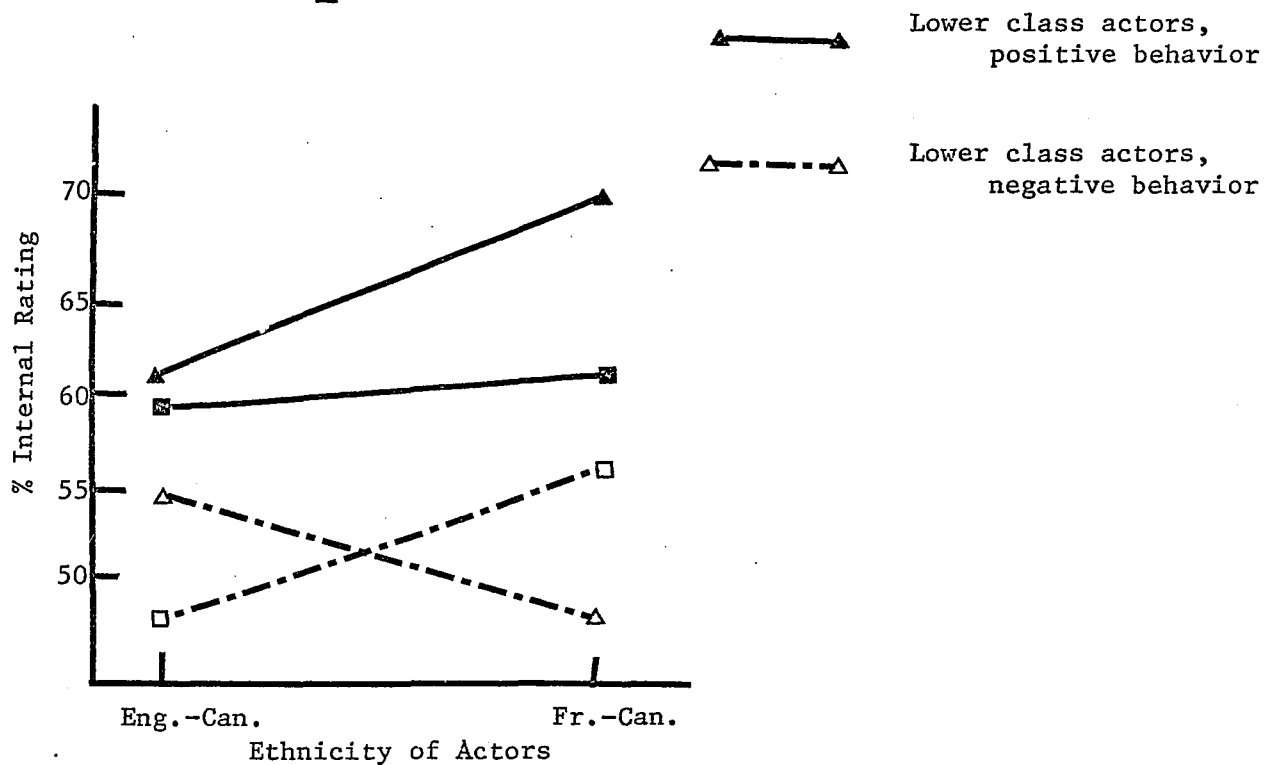 Lower class actors,
positive behavior
Lower class actors,
negative behavior
70
65
60
55
50
% Internal Rating
Eng.-Can.
Fr.-Can.
Ethnicity of Actors